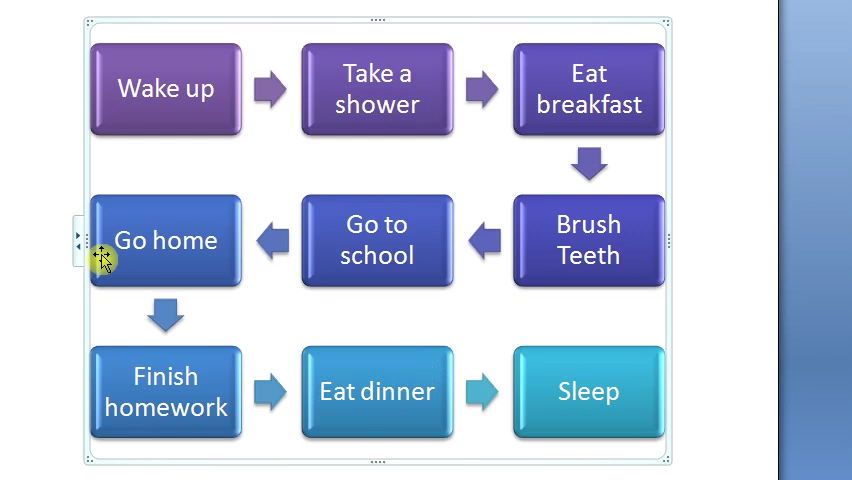 Wake up
Take a
shower
Eat
breakfast
Brush
Teeth
Go to
school
Go home
Finish
homework
Eat dinner
Sleep